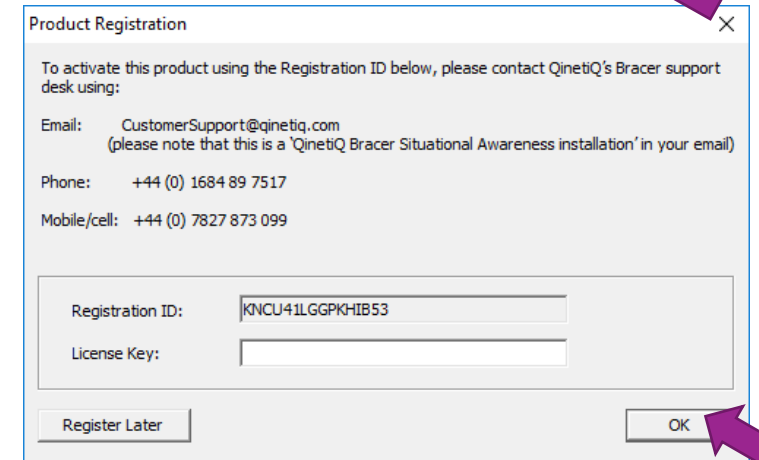 Product Registration
To activate this product using the Registration ID below, please contact QinetiQ’s Bracer support
desk using:
Email: CustomerSupport@qinetiq.com
(please note that this is a ‘QinetiQ Bracer Situational Awareness installation’ in your email)
Phone: +44 (0) 1684 89 7517
Mobile/cell: +44 (0) 7827 873 099
Registration ID: KNCU41LGGPKHIB53
License Key:
Register Later OK